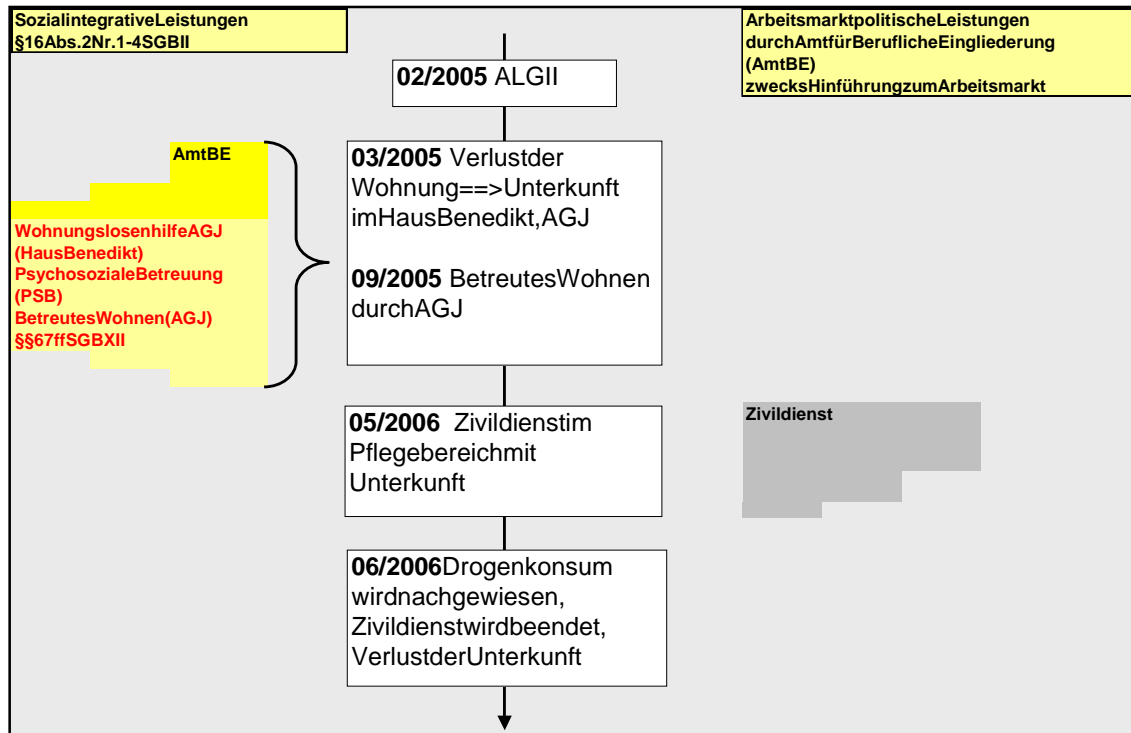 SozialintegrativeLeistungen
§16Abs.2Nr.1-4SGBII
ArbeitsmarktpolitischeLeistungen
durchAmtfürBeruflicheEingliederung
(AmtBE)
zwecksHinführungzumArbeitsmarkt
02/2005 ALGII
AmtBE
WohnungslosenhilfeAGJ
(HausBenedikt)
PsychosozialeBetreuung
(PSB)
BetreutesWohnen(AGJ)
§§67ffSGBXII
03/2005 Verlustder
Wohnung==>Unterkunft
imHausBenedikt,AGJ
09/2005 BetreutesWohnen
durchAGJ
05/2006 Zivildienstim
Pflegebereichmit
Unterkunft
Zivildienst
06/2006Drogenkonsum
wirdnachgewiesen,
Zivildienstwirdbeendet,
VerlustderUnterkunft